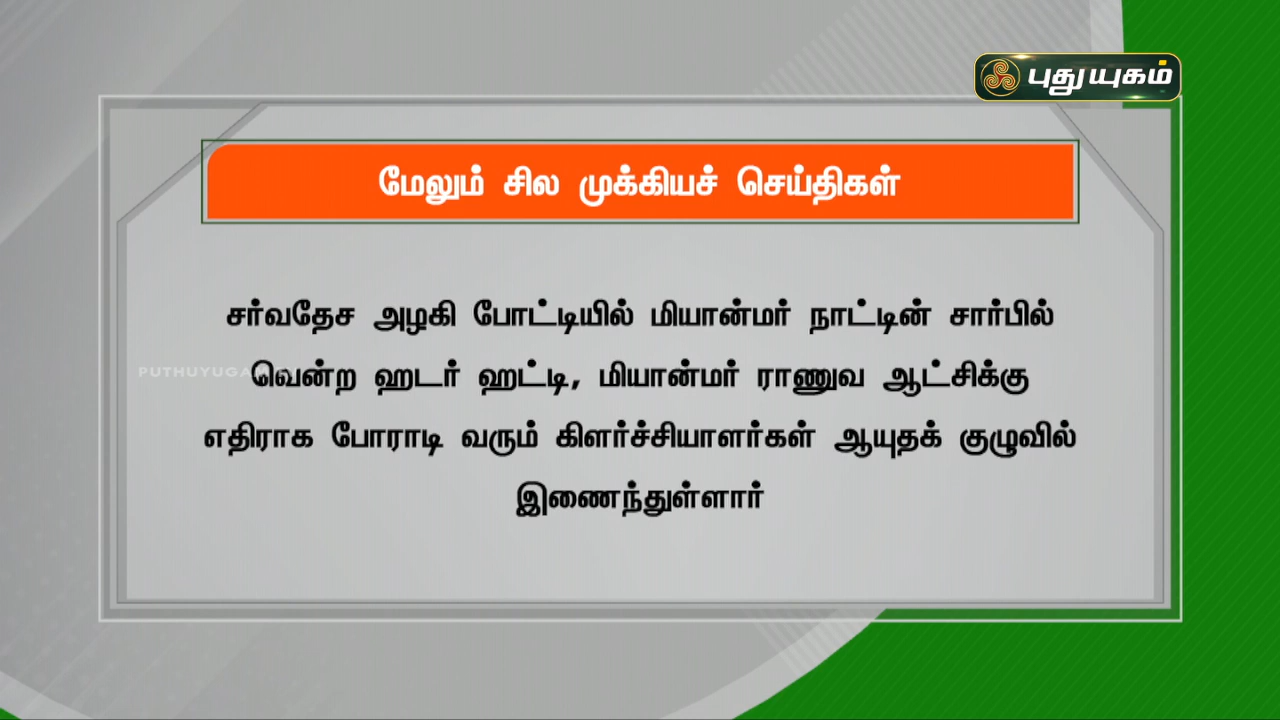 புதுயுகம்
மேலும் சில முக்கியச் செய்திகள்
சர்வதேச அழகி போட்டியில் மியான்மர் நாட்டின் சார்பில்
PUTHUYUGAM
வென்ற ஹடர் ஹட்டி, மியான்மர் ராணுவ ஆட்சிக்கு
எதிராக போராடி வரும் கிளர்ச்சியாளர்கள் ஆயுதக் குழுவில்
இணைந்துள்ளார்